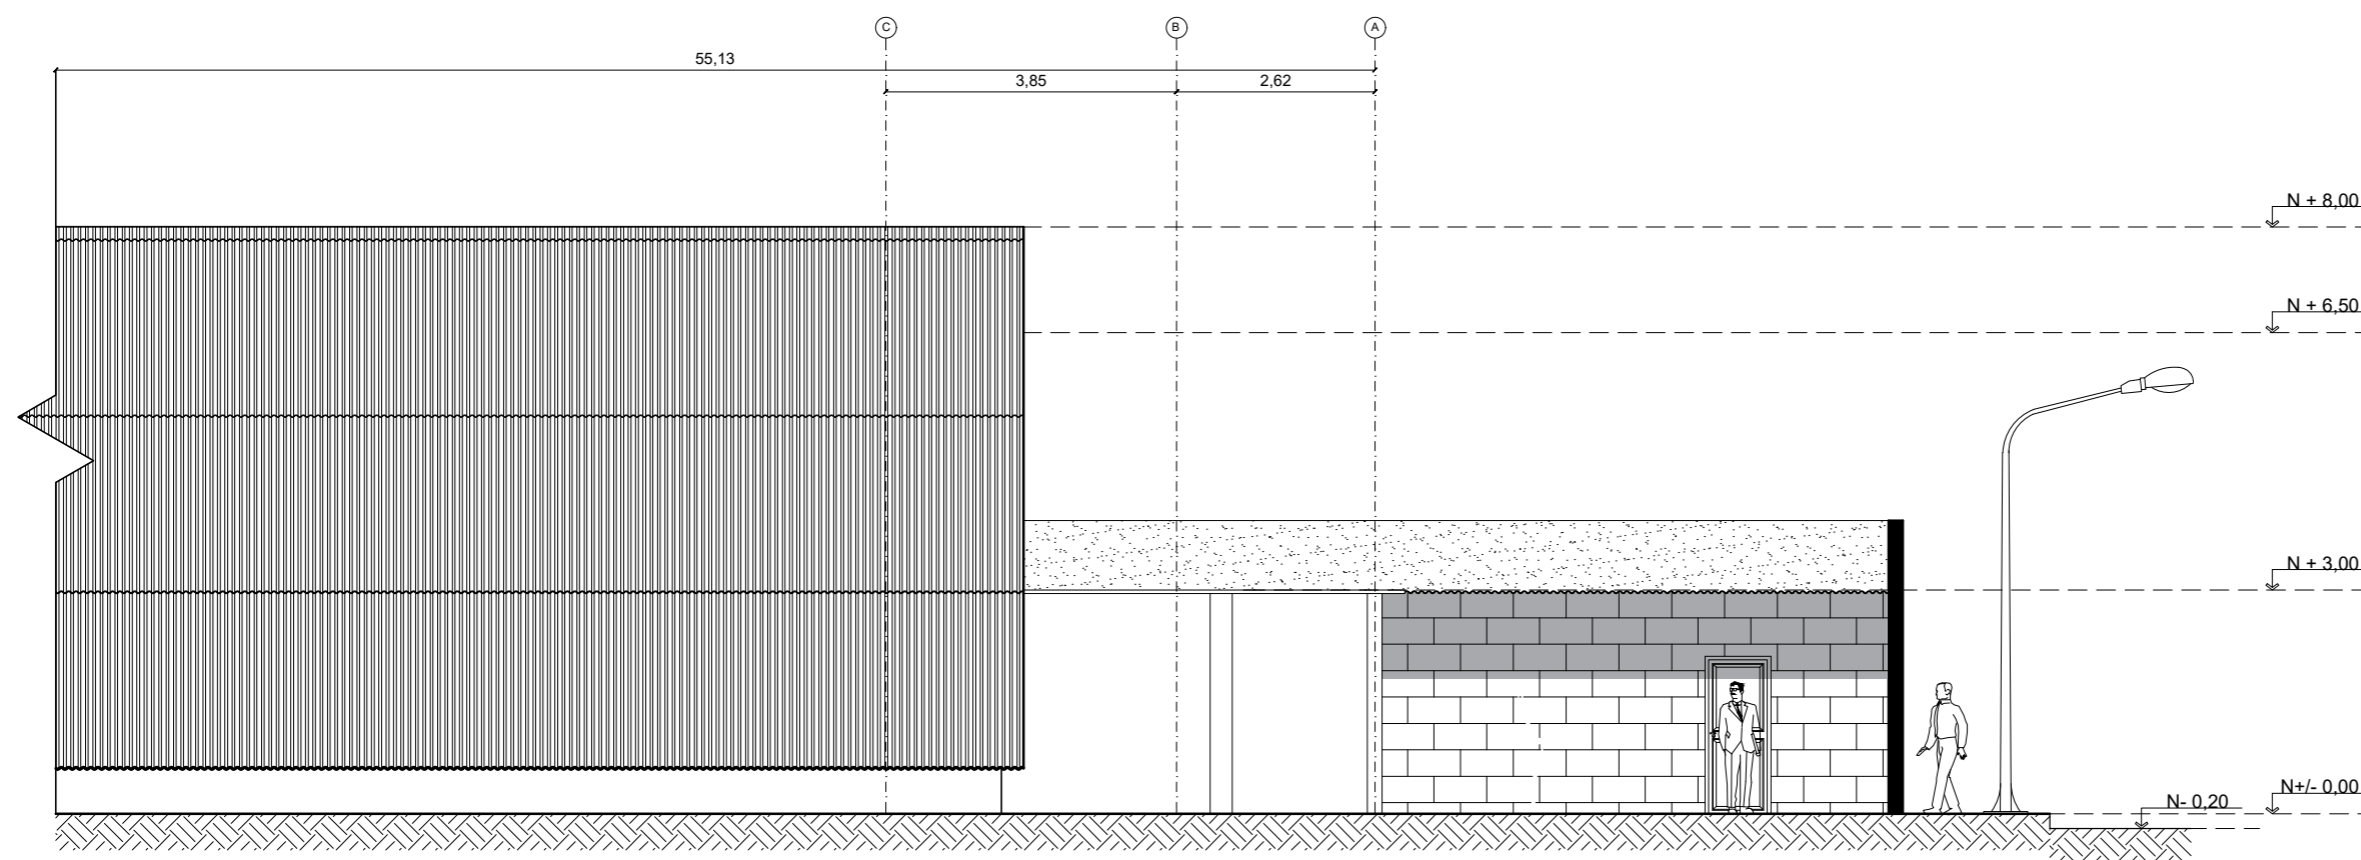 C
B
A
55,13
3,85
2,62
N + 8,00
N + 6,50
N + 3,00
N+/- 0,00
N- 0,20